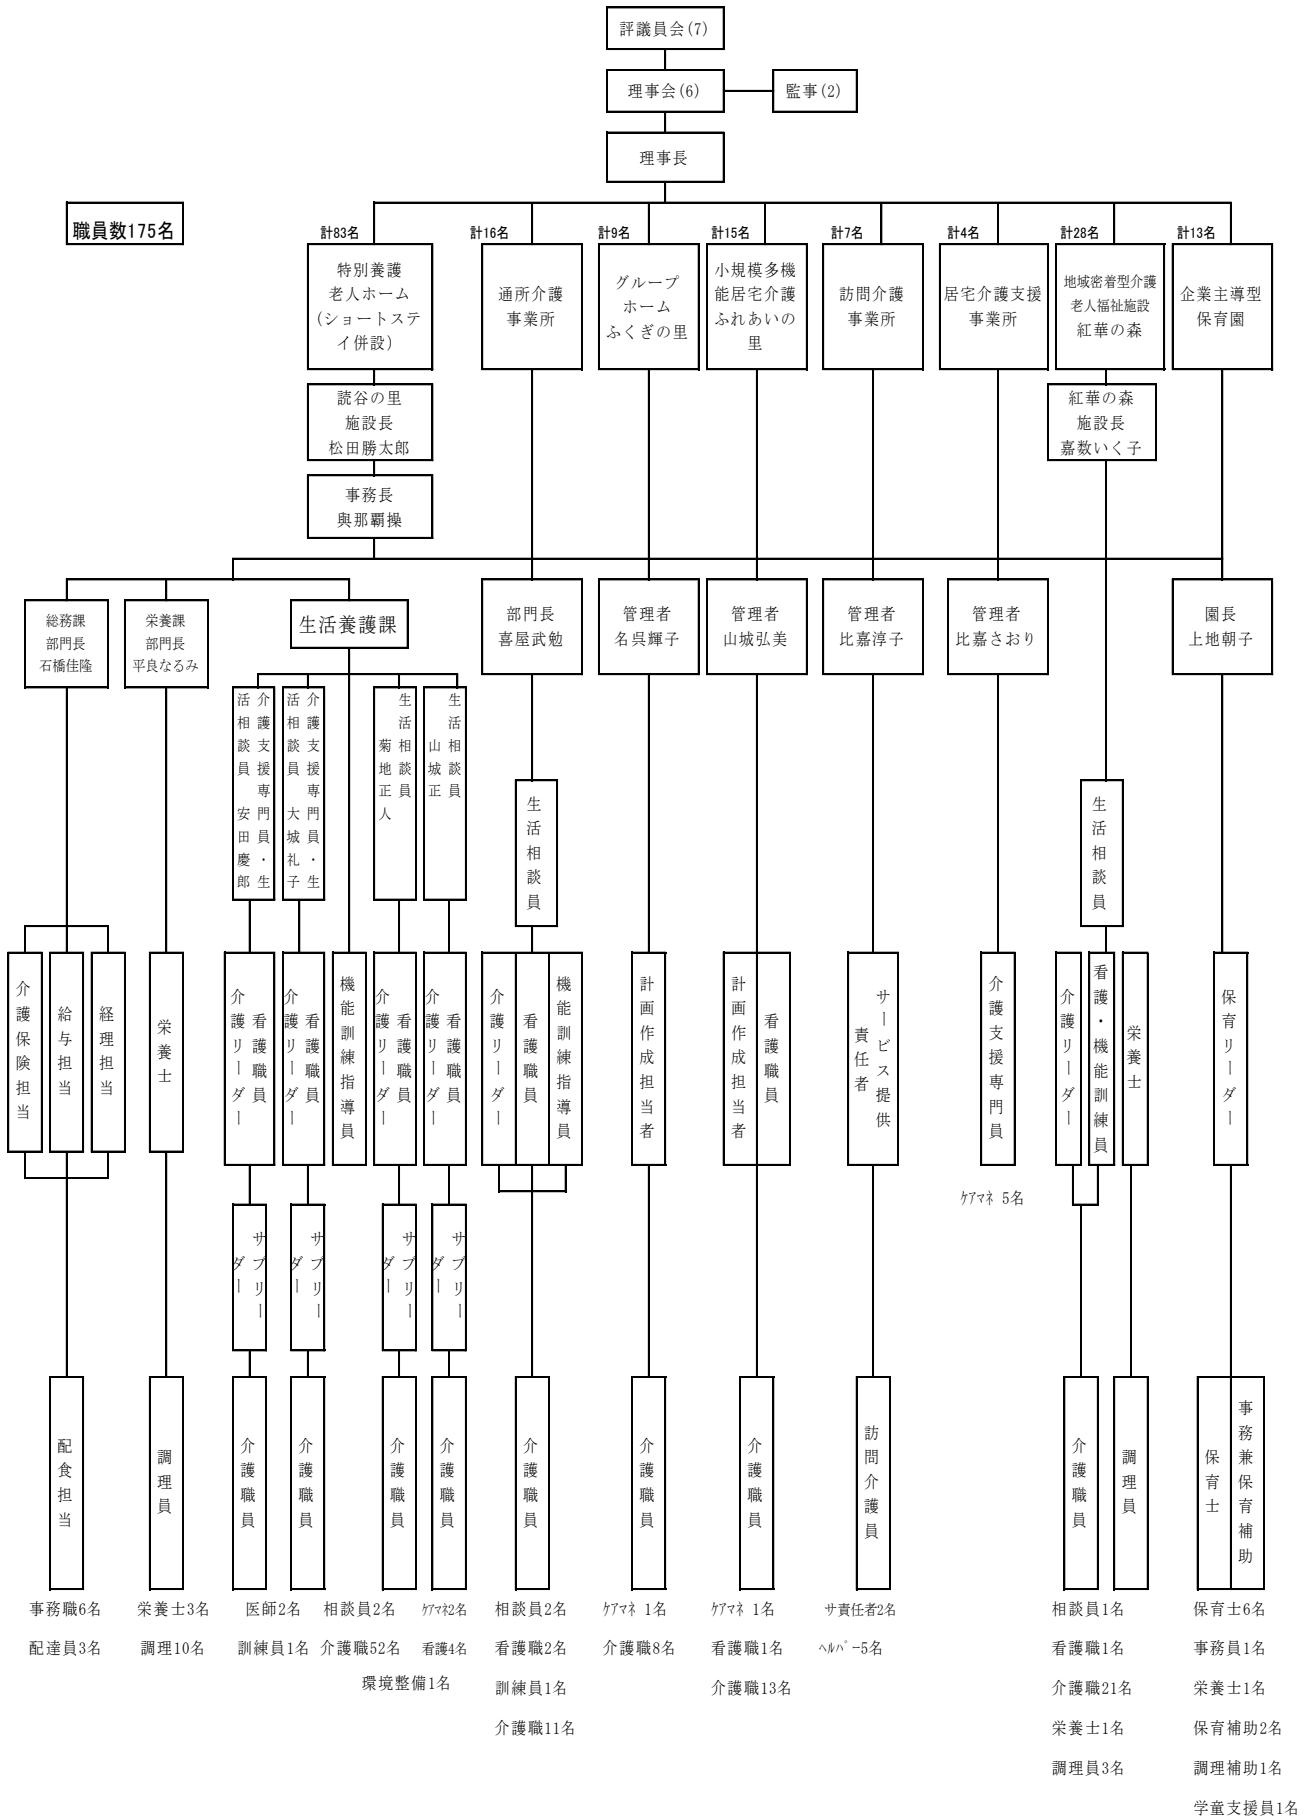 評議員会(7)
理事会(6)
監事(2)
理事長
職員数175名
計83名
計16名
計9名
計15名
計7名
計4名
計28名
計13名
特別養護
老人ホーム
(ショートステ
イ併設)
通所介護
事業所
グループ
ホーム
ふくぎの里
小規模多機
能居宅介護
ふれあいの
里
訪問介護
事業所
居宅介護支援
事業所
地域密着型介護
老人福祉施設
紅華の森
企業主導型
保育園
読谷の里
施設長
松田勝太郎
紅華の森
施設長
嘉数いく子
事務長
與那覇操
総務課
部門長
石橋佳隆
栄養課
部門長
平良なるみ
生活養護課
部門長
喜屋武勉
管理者
名呉輝子
管理者
山城弘美
管理者
比嘉淳子
管理者
比嘉さおり
園長
上地朝子
介護支援専門員・生
活相談員 安田慶郎
介護支援専門員・生
活相談員 大城礼子
生活相談員
菊地正人
生活相談員
山城正
生活相談員
生活相談員
介護保険担当
給与担当
経理担当
栄養士
看護職員
介護リーダー
看護職員
介護リーダー
機能訓練指導員
看護職員
介護リーダー
看護職員
介護リーダー
介護リーダー
看護職員
機能訓練指導員
計画作成担当者
計画作成担当者
看護職員
サービス提供
責任者
介護支援専門員
介護リーダー
看護・機能訓練員
栄養士
保育リーダー
ｹｱﾏﾈ 5名
サブリー
ダー
サブリー
ダー
サブリー
ダー
サブリー
ダー
配食担当
調理員
介護職員
介護職員
介護職員
介護職員
介護職員
介護職員
介護職員
訪問介護員
介護職員
調理員
保育士
事務兼保育補助
事務職6名
配達員3名
栄養士3名
調理10名
医師2名
訓練員1名
相談員2名
介護職52名
ｹｱﾏﾈ2名
看護4名
環境整備1名
相談員2名
看護職2名
訓練員1名
介護職11名
ｹｱﾏﾈ 1名
介護職8名
ｹｱﾏﾈ 1名
看護職1名
介護職13名
サ責任者2名
ﾍﾙﾊﾟｰ5名
相談員1名
看護職1名
介護職21名
栄養士1名
調理員3名
保育士6名
事務員1名
栄養士1名
保育補助2名
調理補助1名
学童支援員1名